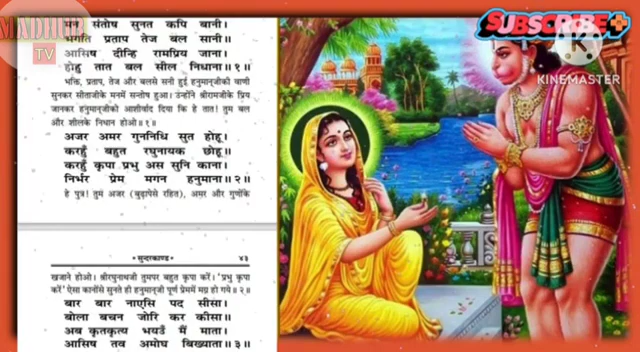 MADHUR
TV
SUBSCRIBE
KINEMASTER
मन संतोष सुनत कपि बानी।
भगति प्रताप तेज बल सानी॥
आसिष दीन्हि रामप्रिय जाना।
होहु तात बल सील निधाना॥१॥
भक्ति, प्रताप, तेज और बलसे सनी हुई हनुमान्‌जीकी वाणी
सुनकर सीताजीके मनमें सन्तोष हुआ। उन्होंने श्रीरामजीके प्रिय
जानकर हनुमान्‌जीको आशीर्वाद दिया कि हे तात! तुम बल
और शीलके निधान होओ॥१॥
अजर अमर गुननिधि सुत होहू।
करहुँ बहुत रघुनायक छोहू॥
करहुँ कृपा प्रभु अस सुनि काना।
निर्भर प्रेम मगन हनुमाना॥२॥
हे पुत्र! तुम अजर (बुढ़ापेसे रहित), अमर और गुणोंके
* सुन्दरकाण्ड * ४३
खजाने होओ। श्रीरघुनाथजी तुमपर बहुत कृपा करें। 'प्रभु कृपा
करें' ऐसा कानोंसे सुनते ही हनुमान्‌जी पूर्ण प्रेममें मग्न हो गये॥२॥
बार बार नाएसि पद सीसा।
बोला बचन जोरि कर कीसा॥
अब कृतकृत्य भयउँ मैं माता।
आसिष तव अमोघ बिख्याता॥३॥